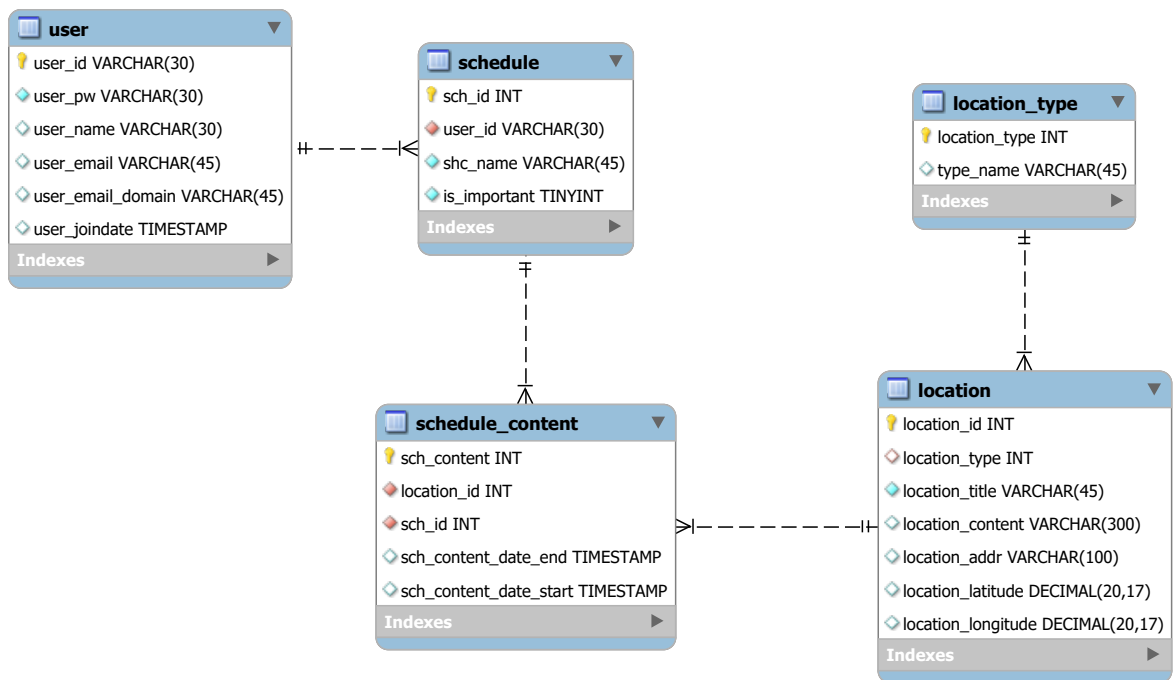 user
user_id VARCHAR(30)
user_pw VARCHAR(30)
user_name VARCHAR(30)
user_email VARCHAR(45)
user_email_domain VARCHAR(45)
user_joindate TIMESTAMP
Indexes
schedule
sch_id INT
user_id VARCHAR(30)
shc_name VARCHAR(45)
is_important TINYINT
Indexes
location_type
location_type INT
type_name VARCHAR(45)
Indexes
schedule_content
sch_content INT
location_id INT
sch_id INT
sch_content_date_end TIMESTAMP
sch_content_date_start TIMESTAMP
Indexes
location
location_id INT
location_type INT
location_title VARCHAR(45)
location_content VARCHAR(300)
location_addr VARCHAR(100)
location_latitude DECIMAL(20,17)
location_longitude DECIMAL(20,17)
Indexes